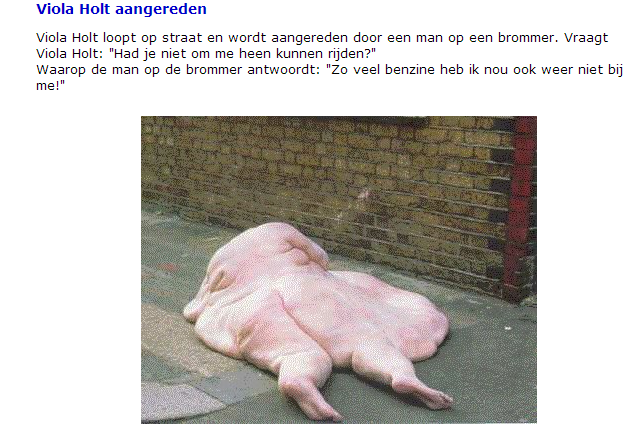 Viola Holt aangereden
Viola Holt loopt op straat en wordt aangereden door een man op een brommer. Vraagt
Viola Holt: "Had je niet om me heen kunnen rijden?"
Waarop de man op de brommer antwoordt: "Zo veel benzine heb ik nou ook weer niet bij
me!"